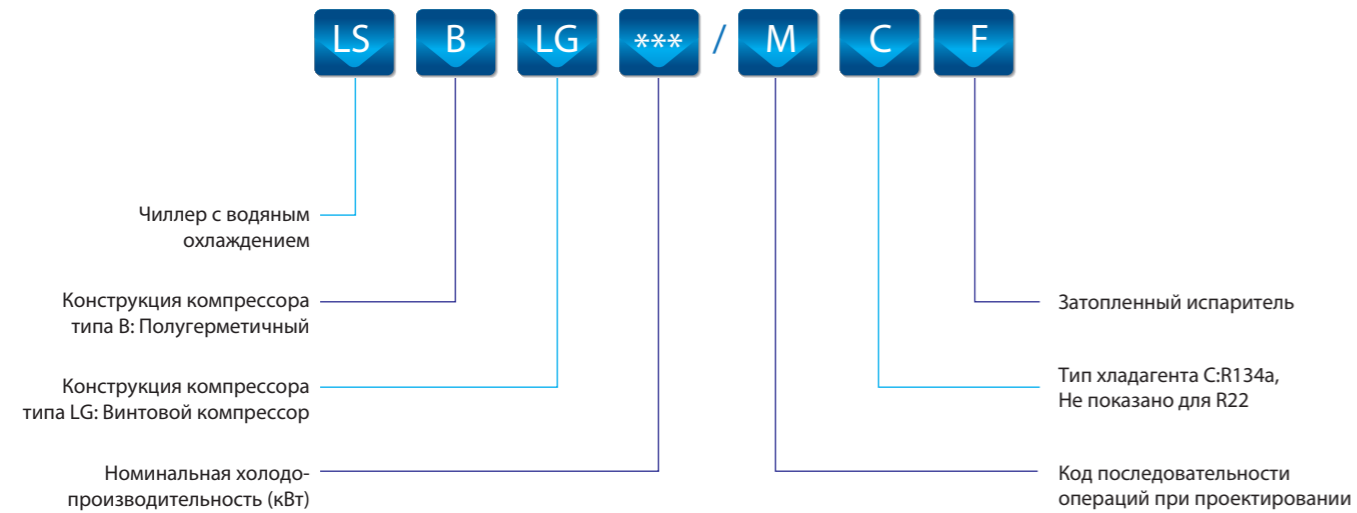 LS B LG *** / M C F
Чиллер с водяным
охлаждением
Конструкция компрессора
типа B: Полугерметичный
Конструкция компрессора
типа LG: Винтовой компрессор
Номинальная холодо-
производительность (кВт)
Затопленный испаритель
Тип хладагента C:R134a,
Не показано для R22
Код последовательности
операций при проектировании